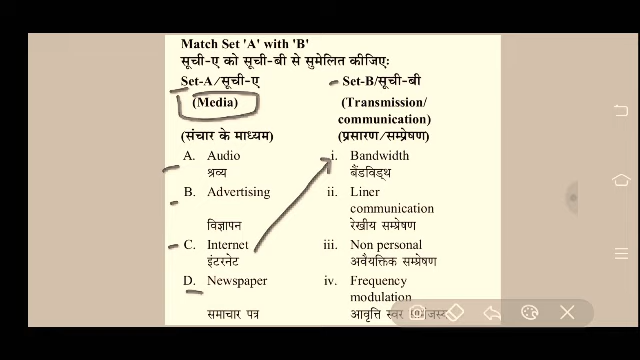 Match Set 'A' with 'B'
सूची-ए को सूची-बी से सुमेलित कीजिए:
Set-A/सूची-ए Set-B/सूची-बी
(Media) (Transmission/
communication)
(संचार के माध्यम) (प्रसारण/सम्प्रेषण)
A. Audio i. Bandwidth
श्रव्य बैंडविड्थ
B. Advertising ii. Liner
communication
विज्ञापन रेखीय सम्प्रेषण
C. Internet iii. Non personal
इंटरनेट अवैयक्तिक सम्प्रेषण
D. Newspaper iv. Frequency
modulation
समाचार पत्र आवृत्ति स्वर